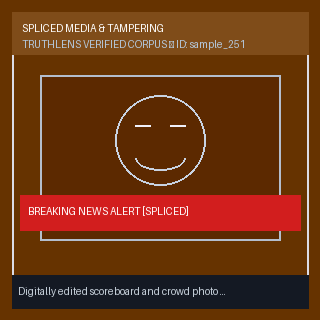 SPLICED MEDIA & TAMPERING
TRUTHLENS VERIFIED CORPUS ID: sample_251
BREAKING NEWS ALERT [SPLICED]
Digitally edited scoreboard and crowd photo...